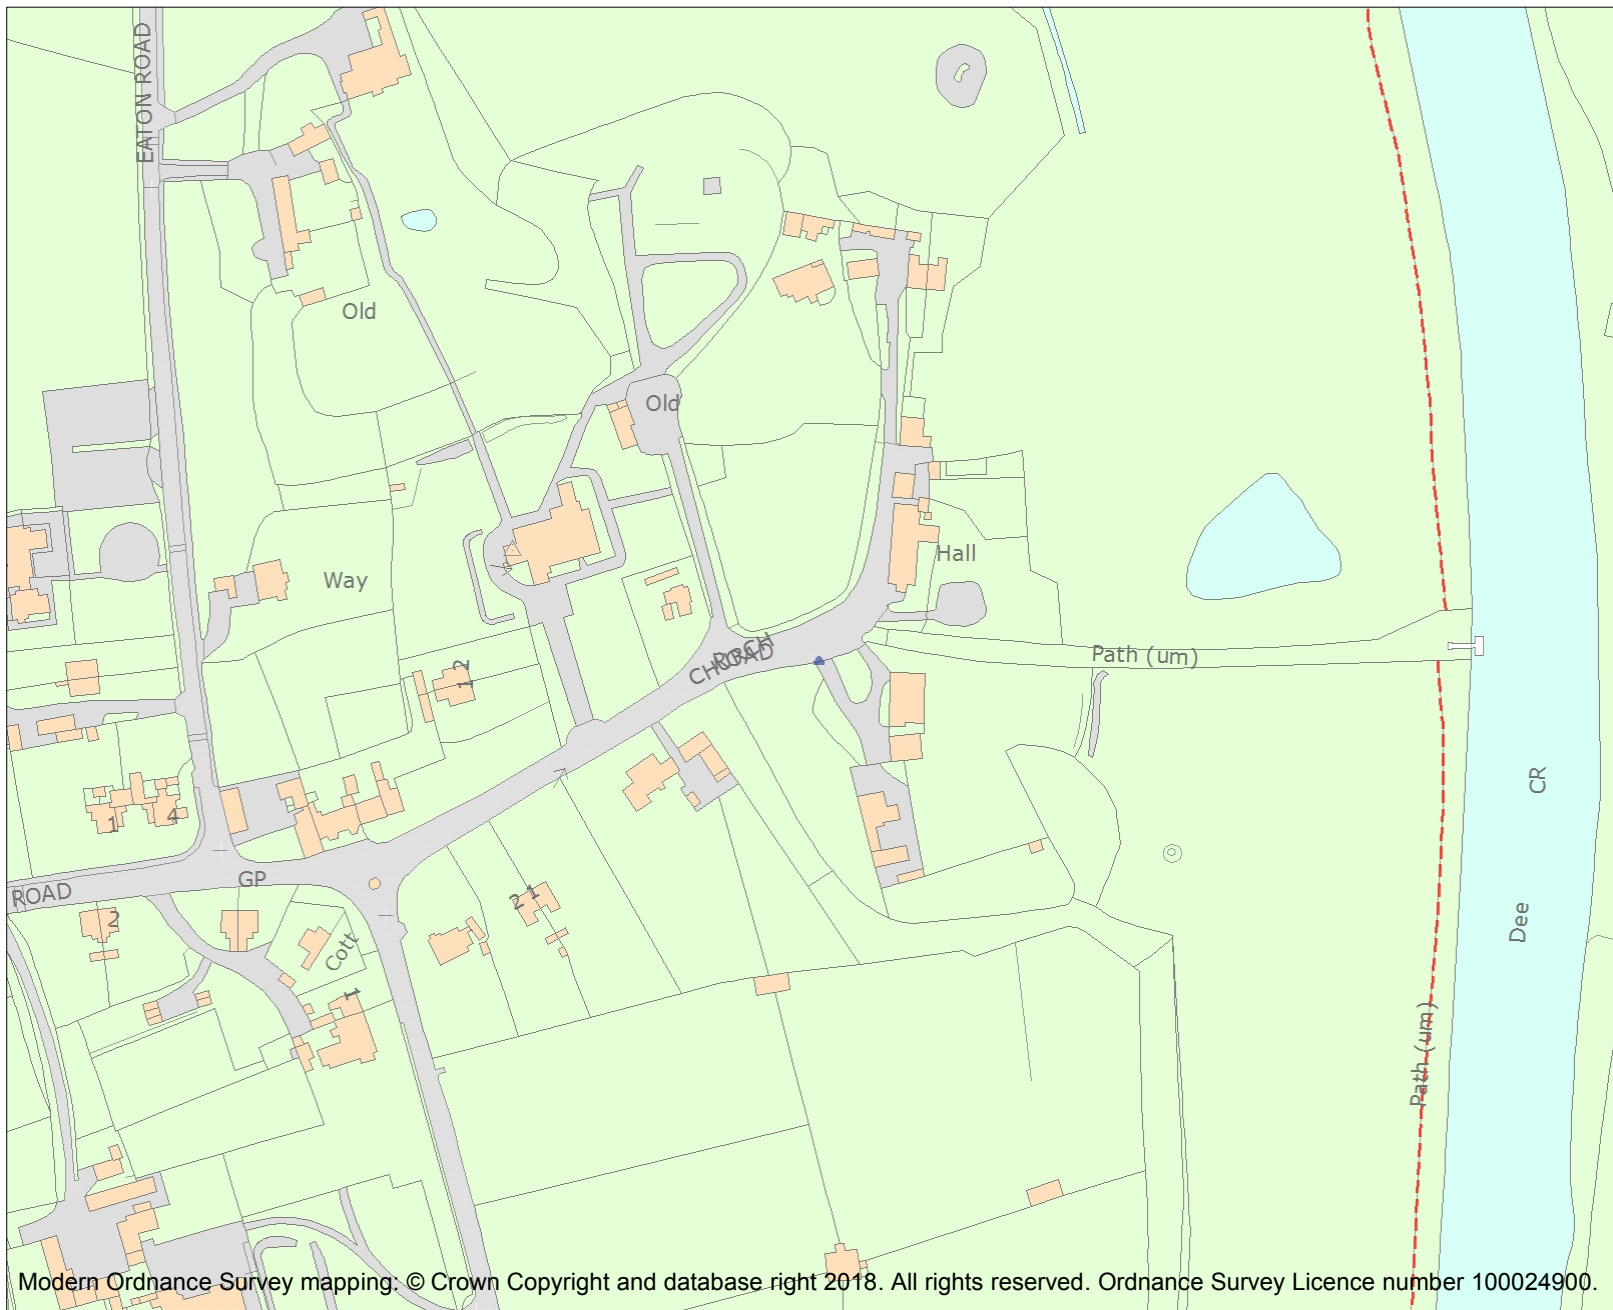 EATON ROAD
Old
Old
Hall
Way
CHURCH
ROAD
Path (um)
12
CR
1
4
GP
ROAD
2
2 1
Dee
Cott
1
Path (um)
Modern Ordnance Survey mapping: © Crown Copyright and database right 2018. All rights reserved. Ordnance Survey Licence number 100024900.